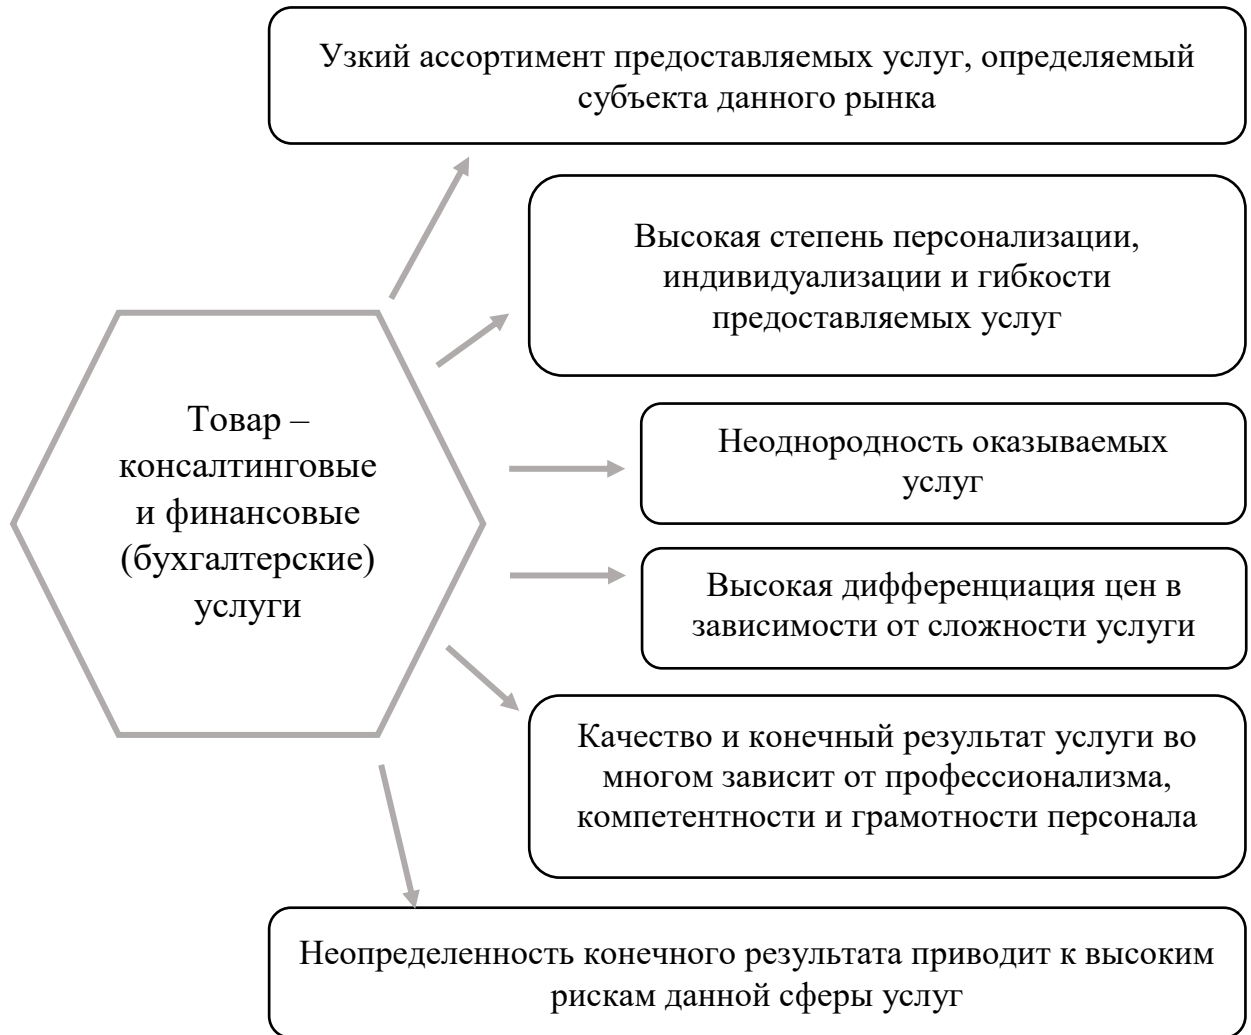 Узкий ассортимент предоставляемых услуг, определяемый
субъекта данного рынка
Высокая степень персонализации,
индивидуализации и гибкости
предоставляемых услуг
Товар –
консалтинговые
и финансовые
(бухгалтерские)
услуги
Неоднородность оказываемых
услуг
Высокая дифференциация цен в
зависимости от сложности услуги
Качество и конечный результат услуги во
многом зависит от профессионализма,
компетентности и грамотности персонала
Неопределенность конечного результата приводит к высоким
рискам данной сферы услуг